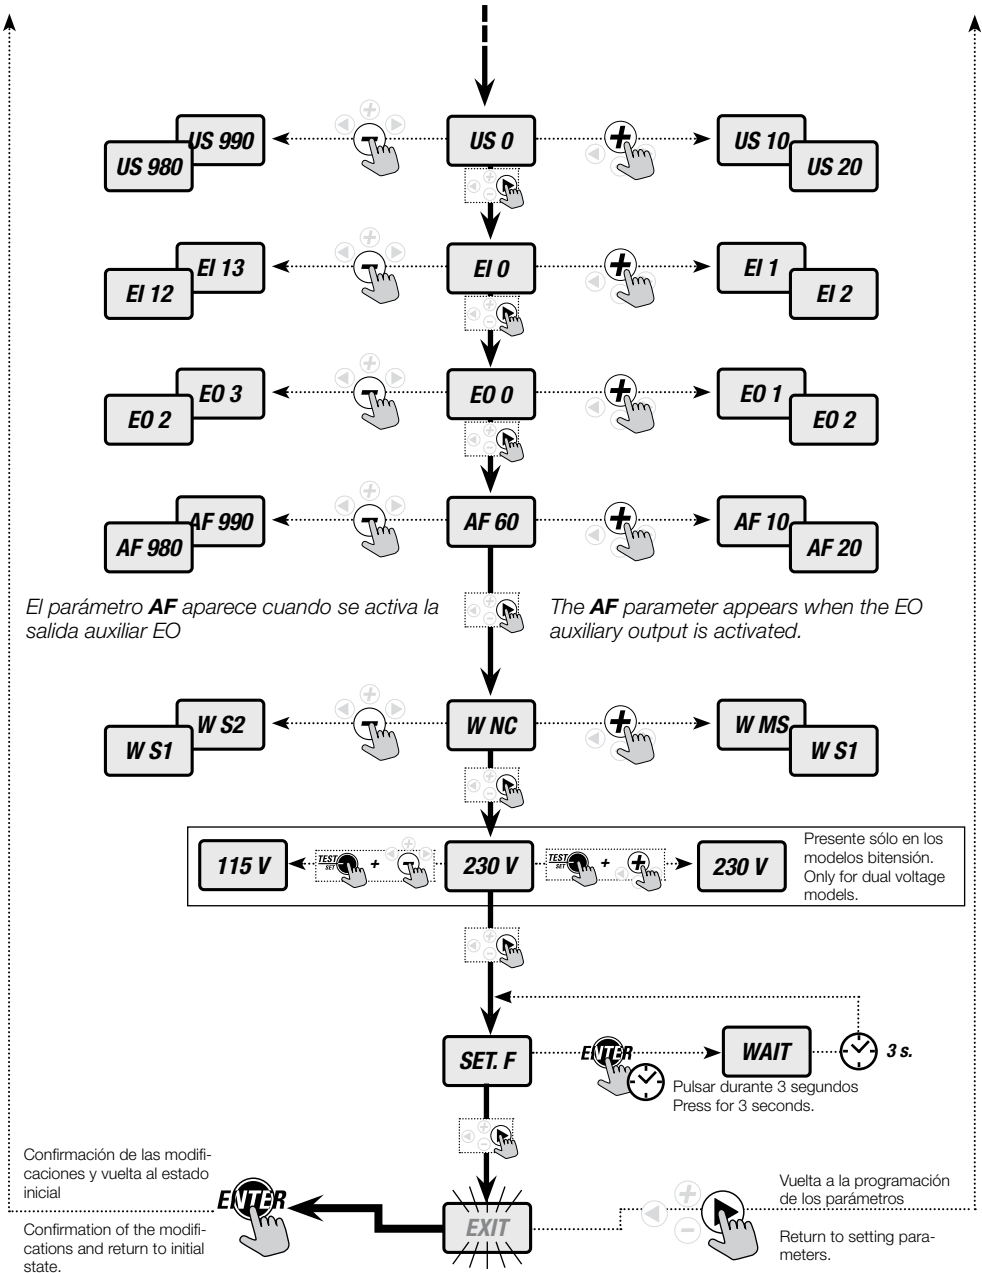 US 990
US 980
US 0
US 10
US 20
EI 13
EI 12
EI 0
EI 1
EI 2
EO 3
EO 2
EO 0
EO 1
EO 2
AF 990
AF 980
AF 60
AF 10
AF 20
El parámetro AF aparece cuando se activa la
salida auxiliar EO
The AF parameter appears when the EO
auxiliary output is activated.
W S2
W S1
W NC
W MS
W S1
115 V
TEST
SET
+
230 V
TEST
SET
+
230 V
Presente sólo en los
modelos bitensión.
Only for dual voltage
models.
SET. F
ENTER
WAIT
3 s.
Pulsar durante 3 segundos
Press for 3 seconds.
Confirmación de las modifi-
caciones y vuelta al estado
inicial
Confirmation of the modifi-
cations and return to initial
state.
ENTER
EXIT
Vuelta a la programación
de los parámetros
Return to setting para-
meters.